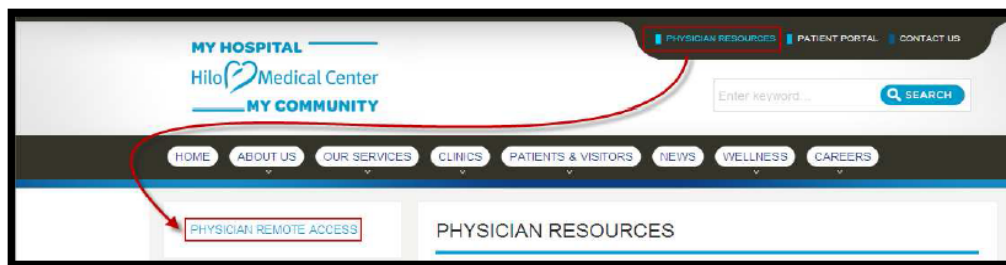 PHYSICIAN RESOURCES PATIENT PORTAL CONTACT US
MY HOSPITAL
Hilo Medical Center
MY COMMUNITY
Enter keyword... SEARCH
HOME ABOUT US OUR SERVICES CLINICS PATIENTS & VISITORS NEWS WELLNESS CAREERS
PHYSICIAN REMOTE ACCESS
PHYSICIAN RESOURCES